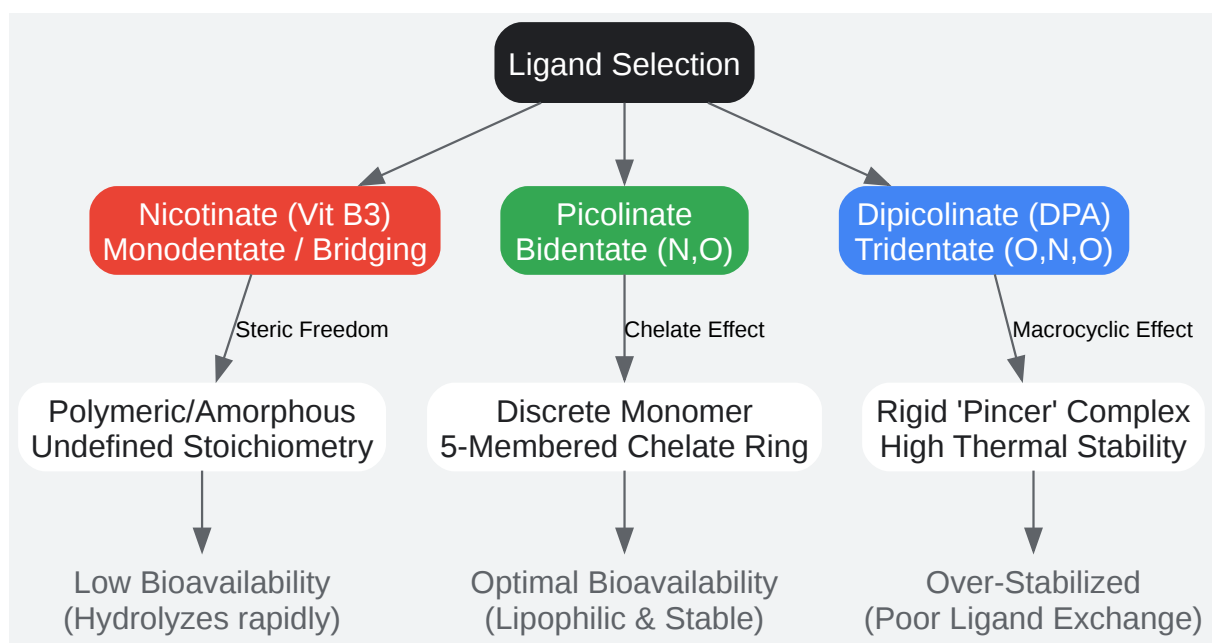 Ligand Selection
Nicotinate (Vit B3)
Monodentate / Bridging
Picolinate
Bidentate (N,O)
Dipicolinate (DPA)
Tridentate (O,N,O)
Steric Freedom
Chelate Effect
Macrocyclic Effect
Polymeric/Amorphous
Undefined Stoichiometry
Discrete Monomer
5-Membered Chelate Ring
Rigid 'Pincer' Complex
High Thermal Stability
Low Bioavailability
(Hydrolyzes rapidly)
Optimal Bioavailability
(Lipophilic & Stable)
Over-Stabilized
(Poor Ligand Exchange)